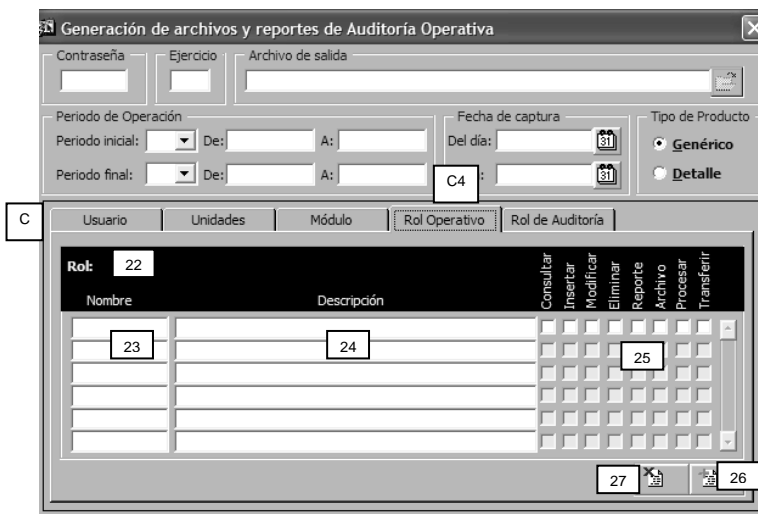 Generación de archivos y reportes de Auditoría Operativa
Contraseña Ejercicio Archivo de salida
Periodo de Operación Fecha de captura Tipo de Producto
Periodo inicial: De: A: Del día: 31 Genérico
Periodo final: De: A: C4 : 31 Detalle
C Usuario Unidades Módulo Rol Operativo Rol de Auditoría
Rol: 22
Nombre Descripción Consultar Insertar Modificar Eliminar Reporte Archivo Procesar Transferir
23 24 25
27 26